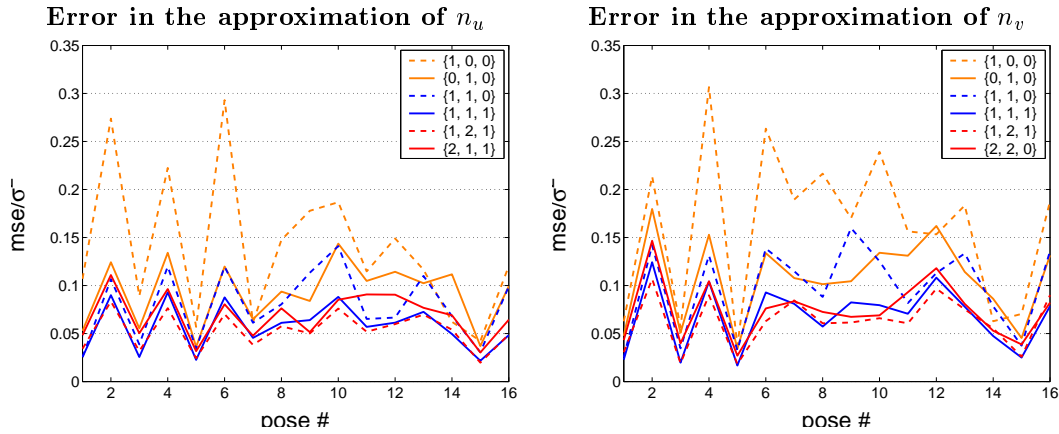 Error in the approximation of n_u
0.35
0.3
0.25
0.2
0.15
0.1
0.05
0
mse/σ⁻
2 4 6 8 10 12 14 16
pose #
{1, 0, 0}
{0, 1, 0}
{1, 1, 0}
{1, 1, 1}
{1, 2, 1}
{2, 1, 1}
Error in the approximation of n_v
0.35
0.3
0.25
0.2
0.15
0.1
0.05
0
mse/σ⁻
2 4 6 8 10 12 14 16
pose #
{1, 0, 0}
{0, 1, 0}
{1, 1, 0}
{1, 1, 1}
{1, 2, 1}
{2, 2, 0}